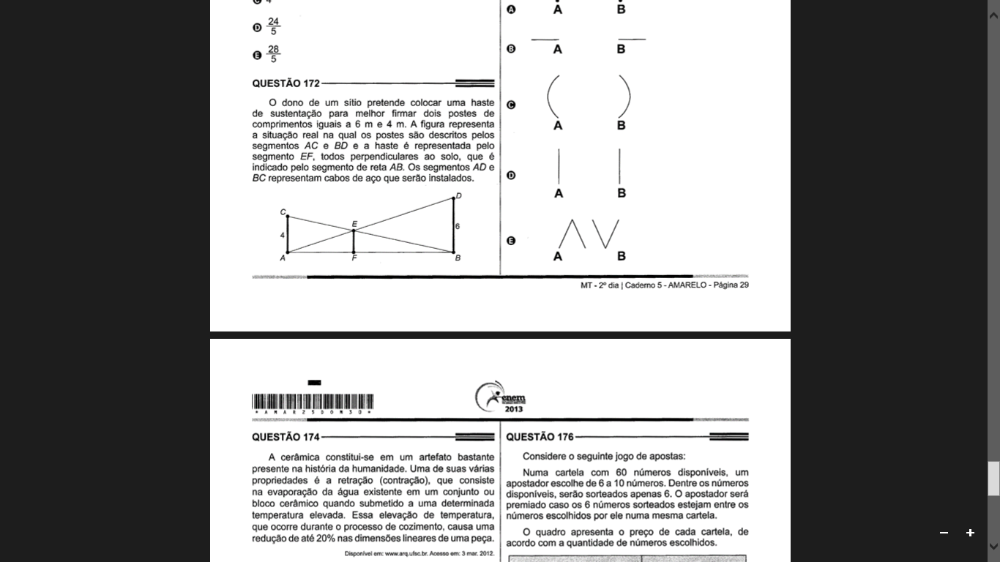 C 4
D 24/5
E 28/5
QUESTÃO 172
O dono de um sítio pretende colocar uma haste
de sustentação para melhor firmar dois postes de
comprimentos iguais a 6 m e 4 m. A figura representa
a situação real na qual os postes são descritos pelos
segmentos AC e BD e a haste é representada pelo
segmento EF, todos perpendiculares ao solo, que é
indicado pelo segmento de reta AB. Os segmentos AD e
BC representam cabos de aço que serão instalados.
D
C
E
6
4
A F B
A A B
B A B
C
A B
D
A B
E
A B
MT - 2º dia | Caderno 5 - AMARELO - Página 29
*AMAR25DOM30*
enem
2013
QUESTÃO 174
A cerâmica constitui-se em um artefato bastante
presente na história da humanidade. Uma de suas várias
propriedades é a retração (contração), que consiste
na evaporação da água existente em um conjunto ou
bloco cerâmico quando submetido a uma determinada
temperatura elevada. Essa elevação de temperatura,
que ocorre durante o processo de cozimento, causa uma
redução de até 20% nas dimensões lineares de uma peça.
Disponível em: www.arq.ufsc.br. Acesso em: 3 mar. 2012.
QUESTÃO 176
Considere o seguinte jogo de apostas:
Numa cartela com 60 números disponíveis, um
apostador escolhe de 6 a 10 números. Dentre os números
disponíveis, serão sorteados apenas 6. O apostador será
premiado caso os 6 números sorteados estejam entre os
números escolhidos por ele numa mesma cartela.
O quadro apresenta o preço de cada cartela, de
acordo com a quantidade de números escolhidos.